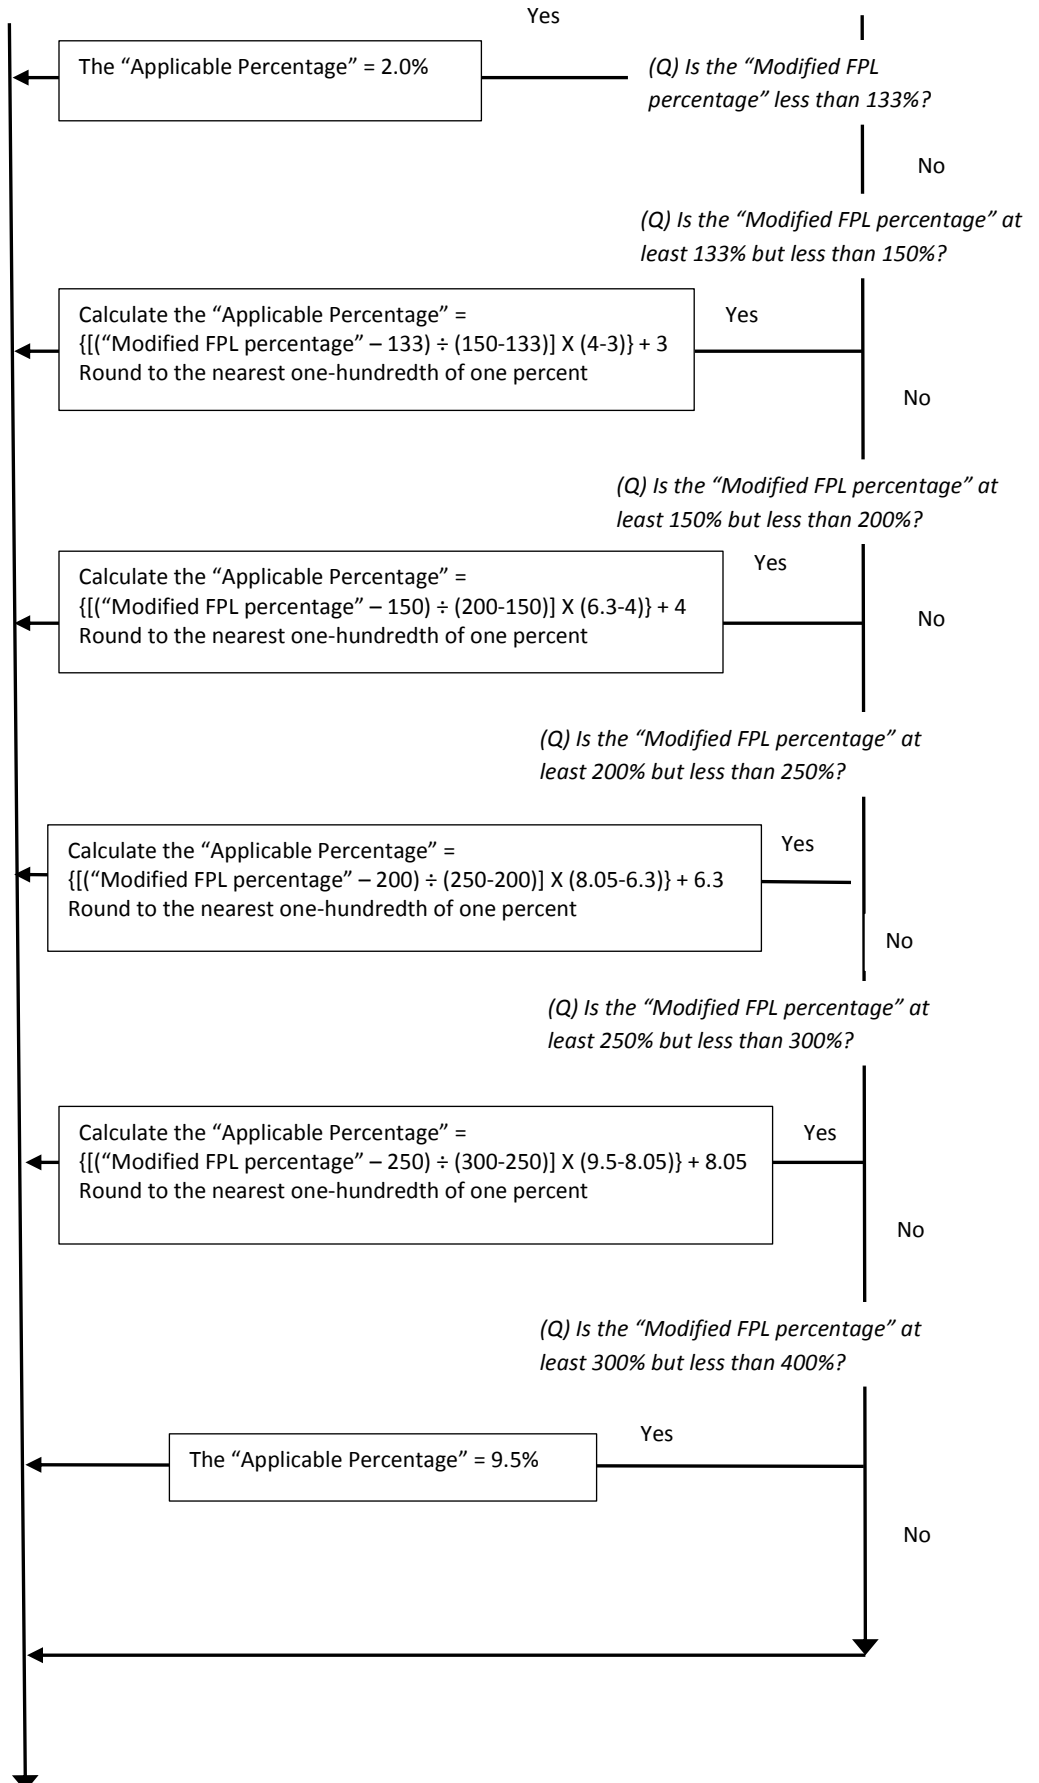 Yes
The “Applicable Percentage” = 2.0%
(Q) Is the “Modified FPL
percentage” less than 133%?
No
(Q) Is the “Modified FPL percentage” at
least 133% but less than 150%?
Calculate the “Applicable Percentage” =
{[(“Modified FPL percentage” – 133) ÷ (150-133)] X (4-3)} + 3
Round to the nearest one-hundredth of one percent
Yes
No
(Q) Is the “Modified FPL percentage” at
least 150% but less than 200%?
Calculate the “Applicable Percentage” =
{[(“Modified FPL percentage” – 150) ÷ (200-150)] X (6.3-4)} + 4
Round to the nearest one-hundredth of one percent
Yes
No
(Q) Is the “Modified FPL percentage” at
least 200% but less than 250%?
Calculate the “Applicable Percentage” =
{[(“Modified FPL percentage” – 200) ÷ (250-200)] X (8.05-6.3)} + 6.3
Round to the nearest one-hundredth of one percent
Yes
No
(Q) Is the “Modified FPL percentage” at
least 250% but less than 300%?
Calculate the “Applicable Percentage” =
{[(“Modified FPL percentage” – 250) ÷ (300-250)] X (9.5-8.05)} + 8.05
Round to the nearest one-hundredth of one percent
Yes
No
(Q) Is the “Modified FPL percentage” at
least 300% but less than 400%?
The “Applicable Percentage” = 9.5%
Yes
No